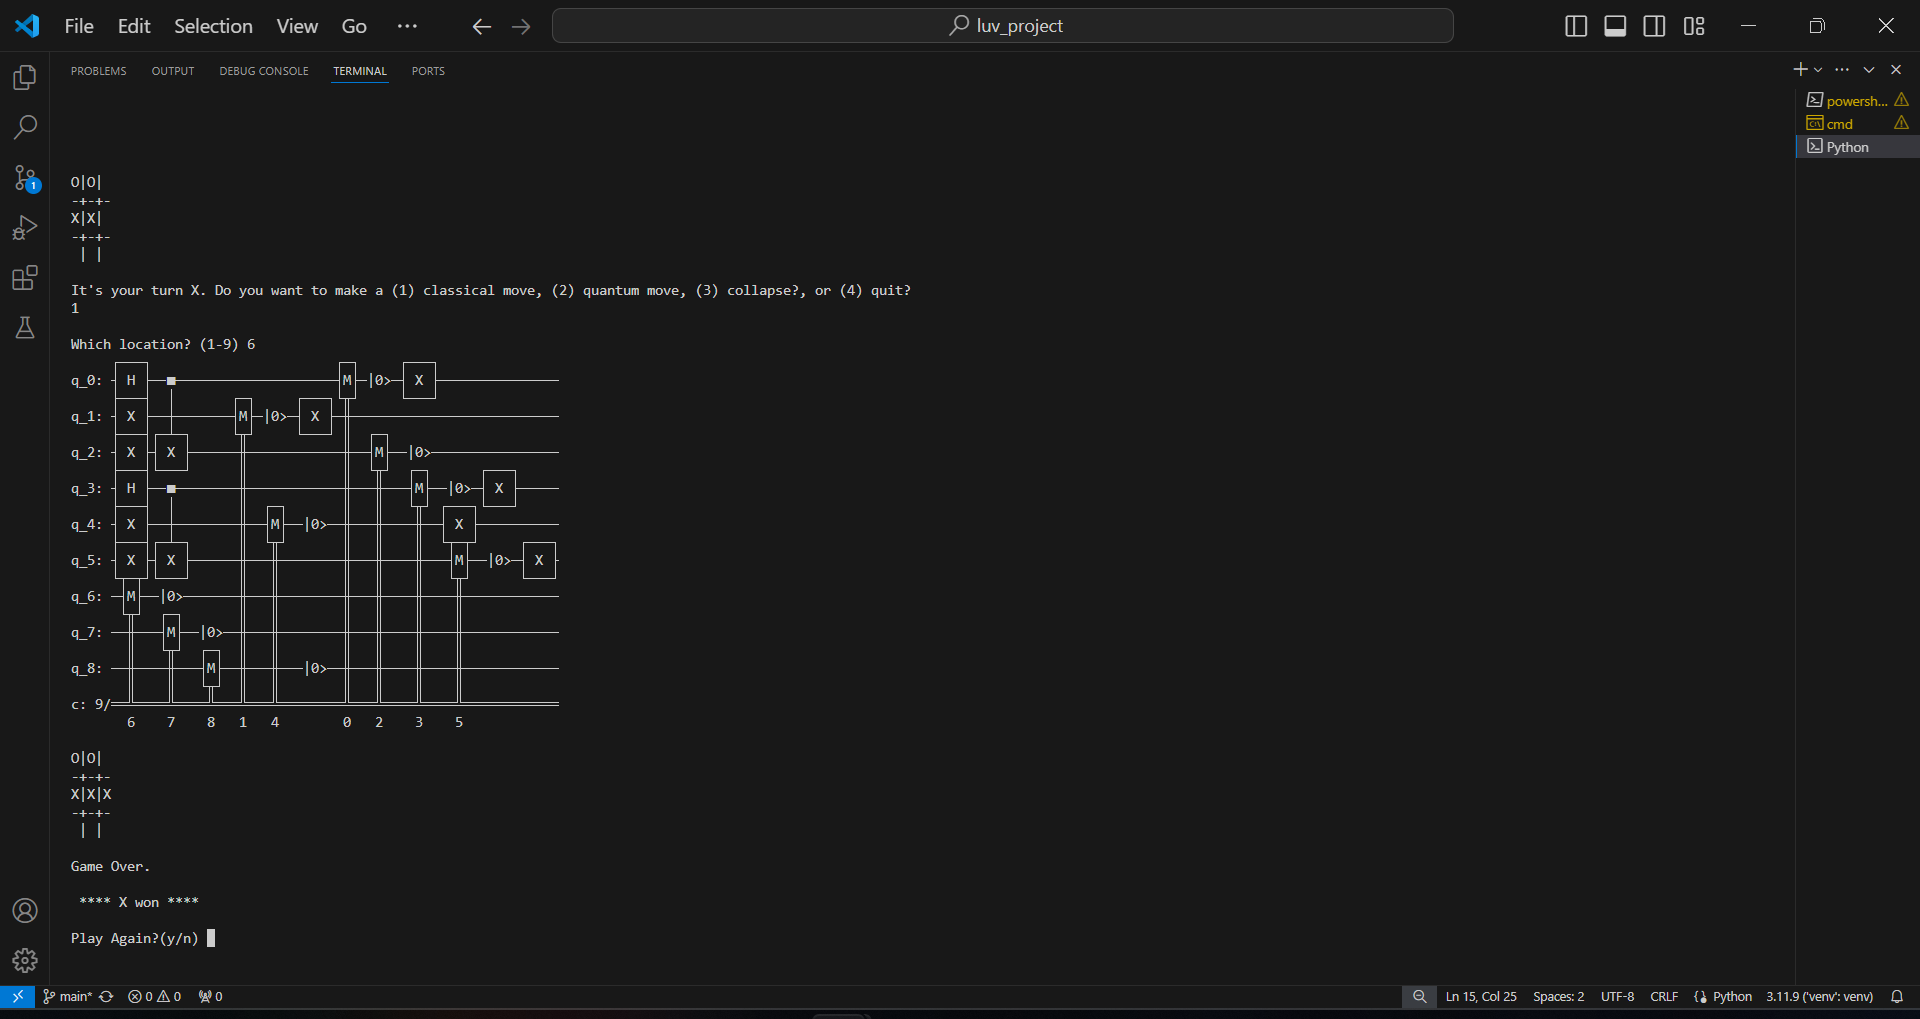 File Edit Selection View Go ··· luv_project
PROBLEMS OUTPUT DEBUG CONSOLE TERMINAL PORTS
powersh...
cmd
Python
1
O|O|
-+-+-
X|X|
-+-+-
 | |
It's your turn X. Do you want to make a (1) classical move, (2) quantum move, (3) collapse?, or (4) quit?
1
Which location? (1-9) 6
q_0: H M |0> X
q_1: X M |0> X
q_2: X X M |0>
q_3: H M |0> X
q_4: X M |0> X
q_5: X X M |0> X
q_6: M |0>
q_7: M |0>
q_8: M |0>
c: 9/
6 7 8 1 4 0 2 3 5
O|O|
-+-+-
X|X|X
-+-+-
 | |
Game Over.
**** X won ****
Play Again?(y/n)
main* 0 0 0 Ln 15, Col 25 Spaces: 2 UTF-8 CRLF Python 3.11.9 ('venv': venv)